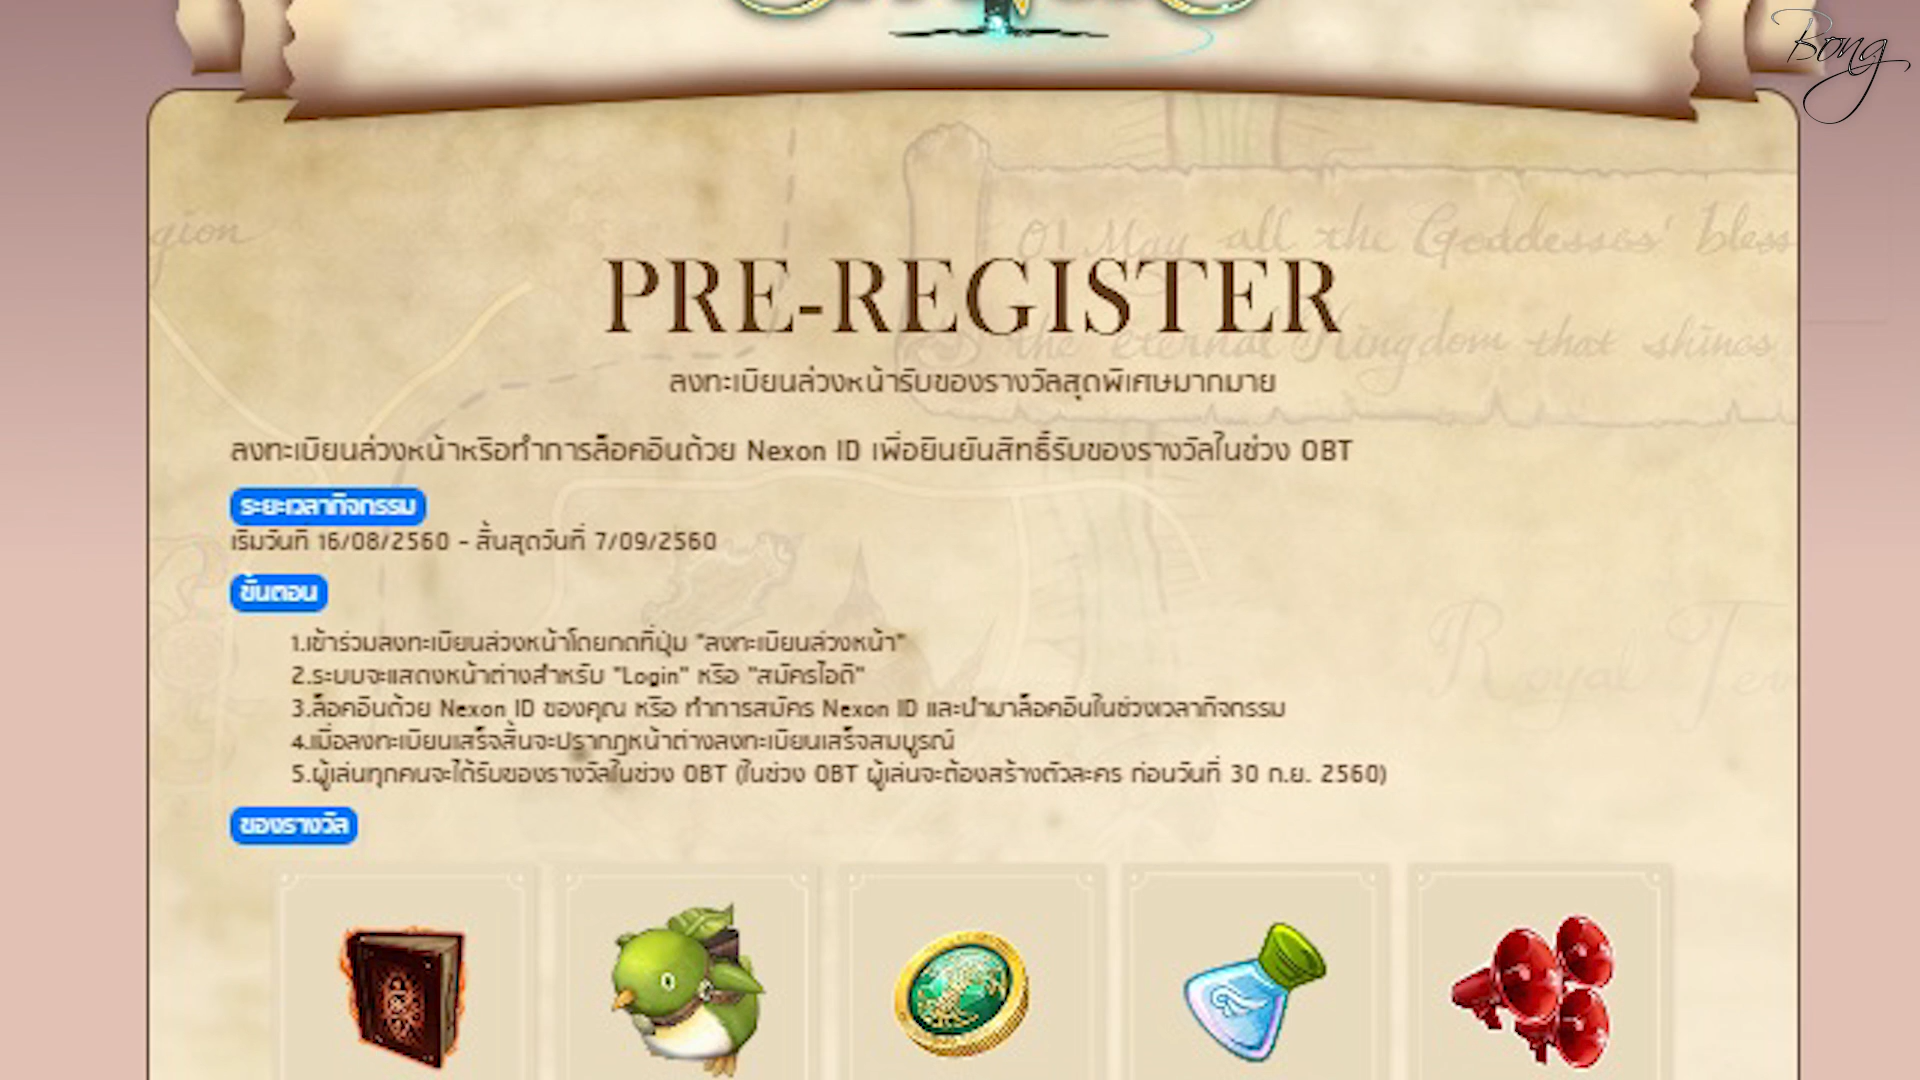 Bong
gion
O! May all the Goddesses' bless
PRE-REGISTER
the eternal Kingdom that shines
ลงทะเบียนล่วงหน้ารับของรางวัลสุดพิเศษมากมาย
ลงทะเบียนล่วงหน้าหรือทำการล็อคอินด้วย Nexon ID เพื่อยืนยันสิทธิ์รับของรางวัลในช่วง OBT
ระยะเวลากิจกรรม
เริ่มวันที่ 16/08/2560 - สิ้นสุดวันที่ 7/09/2560
ขั้นตอน
1.เข้าร่วมลงทะเบียนล่วงหน้าโดยกดที่ปุ่ม "ลงทะเบียนล่วงหน้า"
2.ระบบจะแสดงหน้าต่างสำหรับ "Login" หรือ "สมัครไอดี"
Royal Ter
3.ล็อคอินด้วย Nexon ID ของคุณ หรือ ทำการสมัคร Nexon ID และนำมาล็อคอินในช่วงเวลากิจกรรม
4.เมื่อลงทะเบียนเสร็จสิ้นจะปรากฎหน้าต่างลงทะเบียนเสร็จสมบูรณ์
5.ผู้เล่นทุกคนจะได้รับของรางวัลในช่วง OBT (ในช่วง OBT ผู้เล่นจะต้องสร้างตัวละคร ก่อนวันที่ 30 ก.ย. 2560)
ของรางวัล